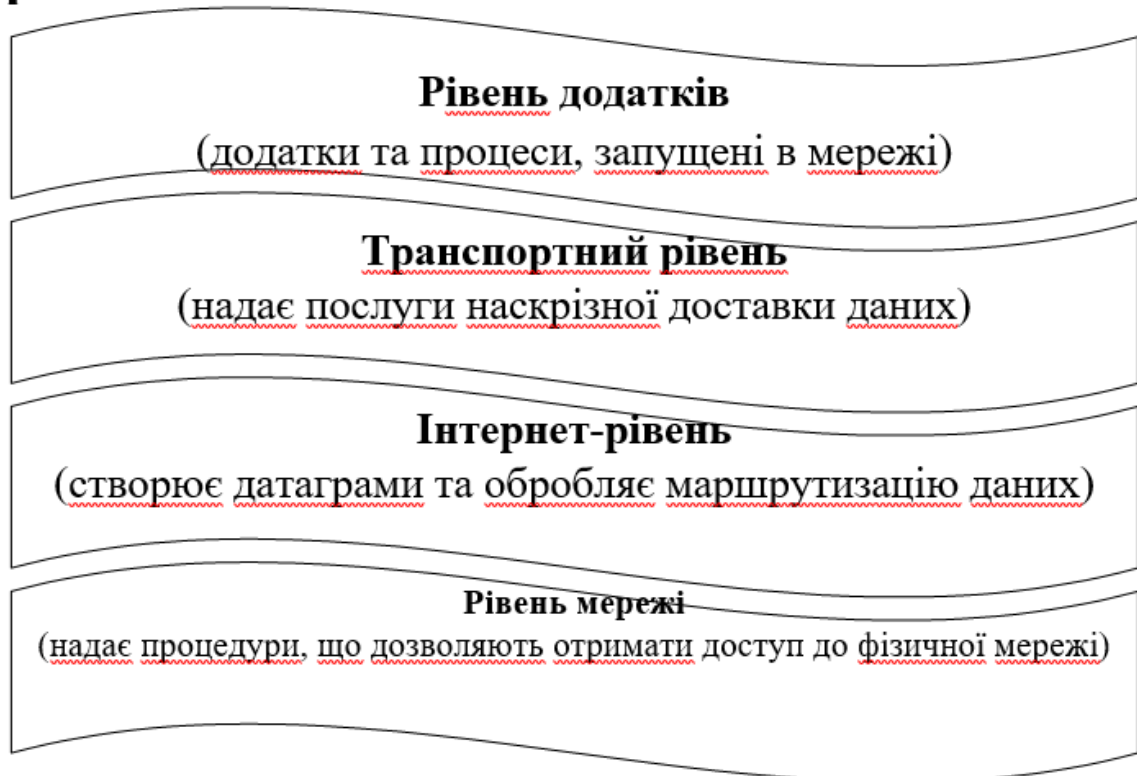 Рівень додатків
(додатки та процеси, запущені в мережі)
Транспортний рівень
(надає послуги наскрізної доставки даних)
Інтернет-рівень
(створює датаграми та обробляє маршрутизацію даних)
Рівень мережі
(надає процедури, що дозволяють отримати доступ до фізичної мережі)